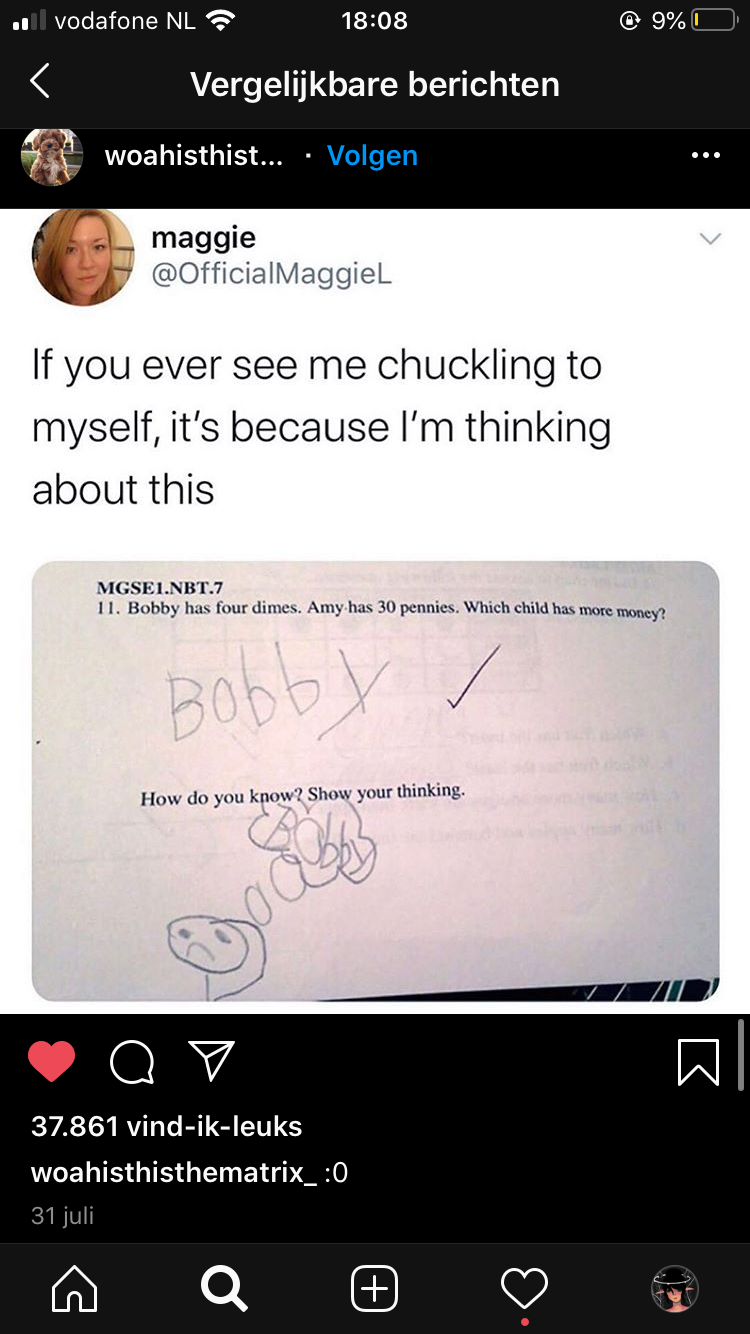 vodafone NL
18:08
9%
Vergelijkbare berichten
woahisthist... · Volgen
maggie
@OfficialMaggieL
If you ever see me chuckling to
myself, it's because I'm thinking
about this
MGSE1.NBT.7
11. Bobby has four dimes. Amy has 30 pennies. Which child has more money?
Bobby
How do you know? Show your thinking.
Bobby
37.861 vind-ik-leuks
woahisthisthematrix_ :0
31 juli